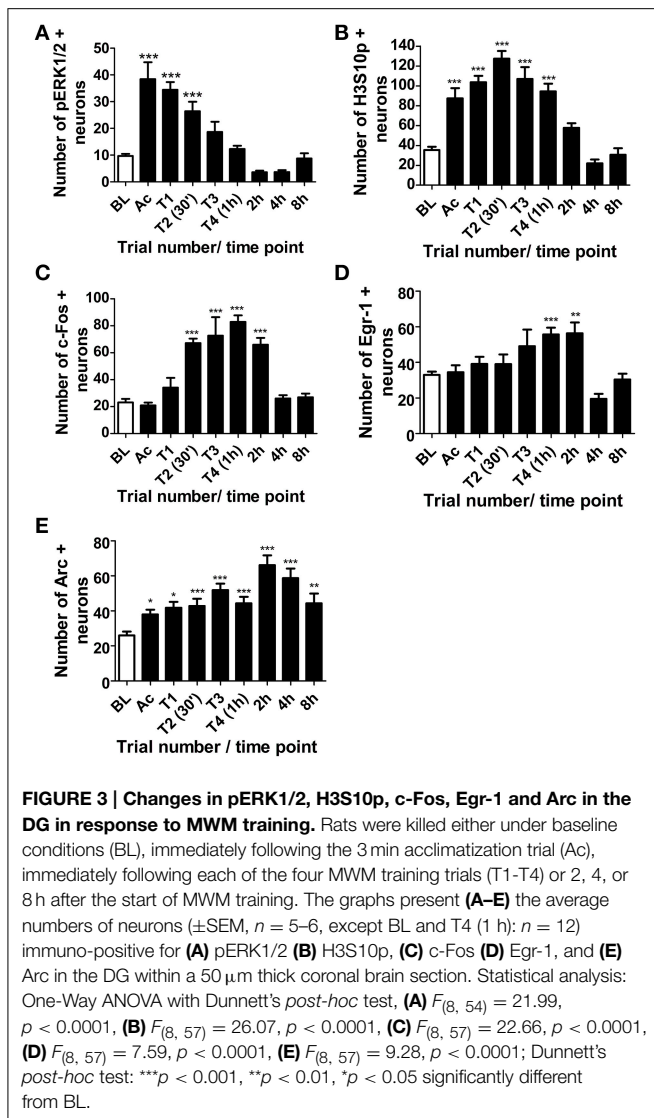 A
Number of pERK1/2 +
neurons
50
40
30
20
10
0
*** *** ***
BL Ac T1 T2 (30') T3 T4 (1h) 2h 4h 8h
Trial number/ time point
B
Number of H3S10p +
neurons
140
120
100
80
60
40
20
0
*** *** *** *** ***
BL Ac T1 T2 (30') T3 T4 (1h) 2h 4h 8h
Trial number/ time point
C
Number of c-Fos +
neurons
100
80
60
40
20
0
*** *** *** ***
BL Ac T1 T2 (30') T3 T4 (1h) 2h 4h 8h
Trial number/ time point
D
Number of Egr-1 +
neurons
80
60
40
20
0
*** **
BL Ac T1 T2 (30') T3 T4 (1h) 2h 4h 8h
Trial number/ time point
E
Number of Arc +
neurons
80
60
40
20
0
* * *** *** *** *** *** **
BL Ac T1 T2 (30') T3 T4 (1h) 2h 4h 8h
Trial number / time point
FIGURE 3 | Changes in pERK1/2, H3S10p, c-Fos, Egr-1 and Arc in the
DG in response to MWM training. Rats were killed either under baseline
conditions (BL), immediately following the 3 min acclimatization trial (Ac),
immediately following each of the four MWM training trials (T1-T4) or 2, 4, or
8 h after the start of MWM training. The graphs present (A–E) the average
numbers of neurons (±SEM, n = 5–6, except BL and T4 (1 h): n = 12)
immuno-positive for (A) pERK1/2 (B) H3S10p, (C) c-Fos (D) Egr-1, and (E)
Arc in the DG within a 50 μm thick coronal brain section. Statistical analysis:
One-Way ANOVA with Dunnett's post-hoc test, (A) F(8, 54) = 21.99,
p < 0.0001, (B) F(8, 57) = 26.07, p < 0.0001, (C) F(8, 57) = 22.66, p < 0.0001,
(D) F(8, 57) = 7.59, p < 0.0001, (E) F(8, 57) = 9.28, p < 0.0001; Dunnett's
post-hoc test: ***p < 0.001, **p < 0.01, *p < 0.05 significantly different
from BL.